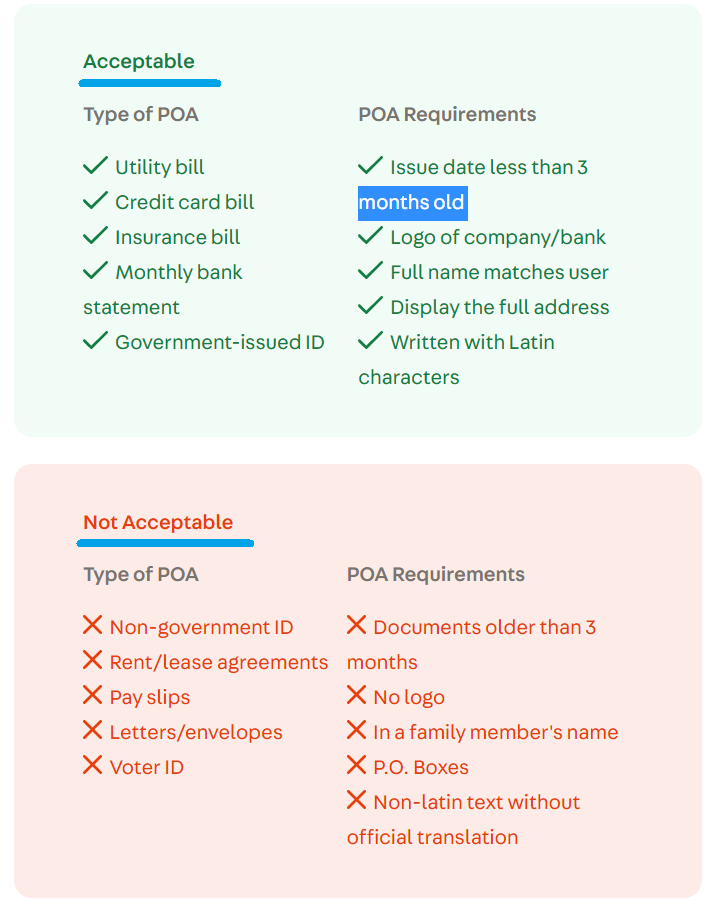 Acceptable
Type of POA
Utility bill
Credit card bill
Insurance bill
Monthly bank
statement
Government-issued ID
POA Requirements
Issue date less than 3
months old
Logo of company/bank
Full name matches user
Display the full address
Written with Latin
characters
Not Acceptable
Type of POA
Non-government ID
Rent/lease agreements
Pay slips
Letters/envelopes
Voter ID
POA Requirements
Documents older than 3
months
No logo
In a family member's name
P.O. Boxes
Non-latin text without
official translation